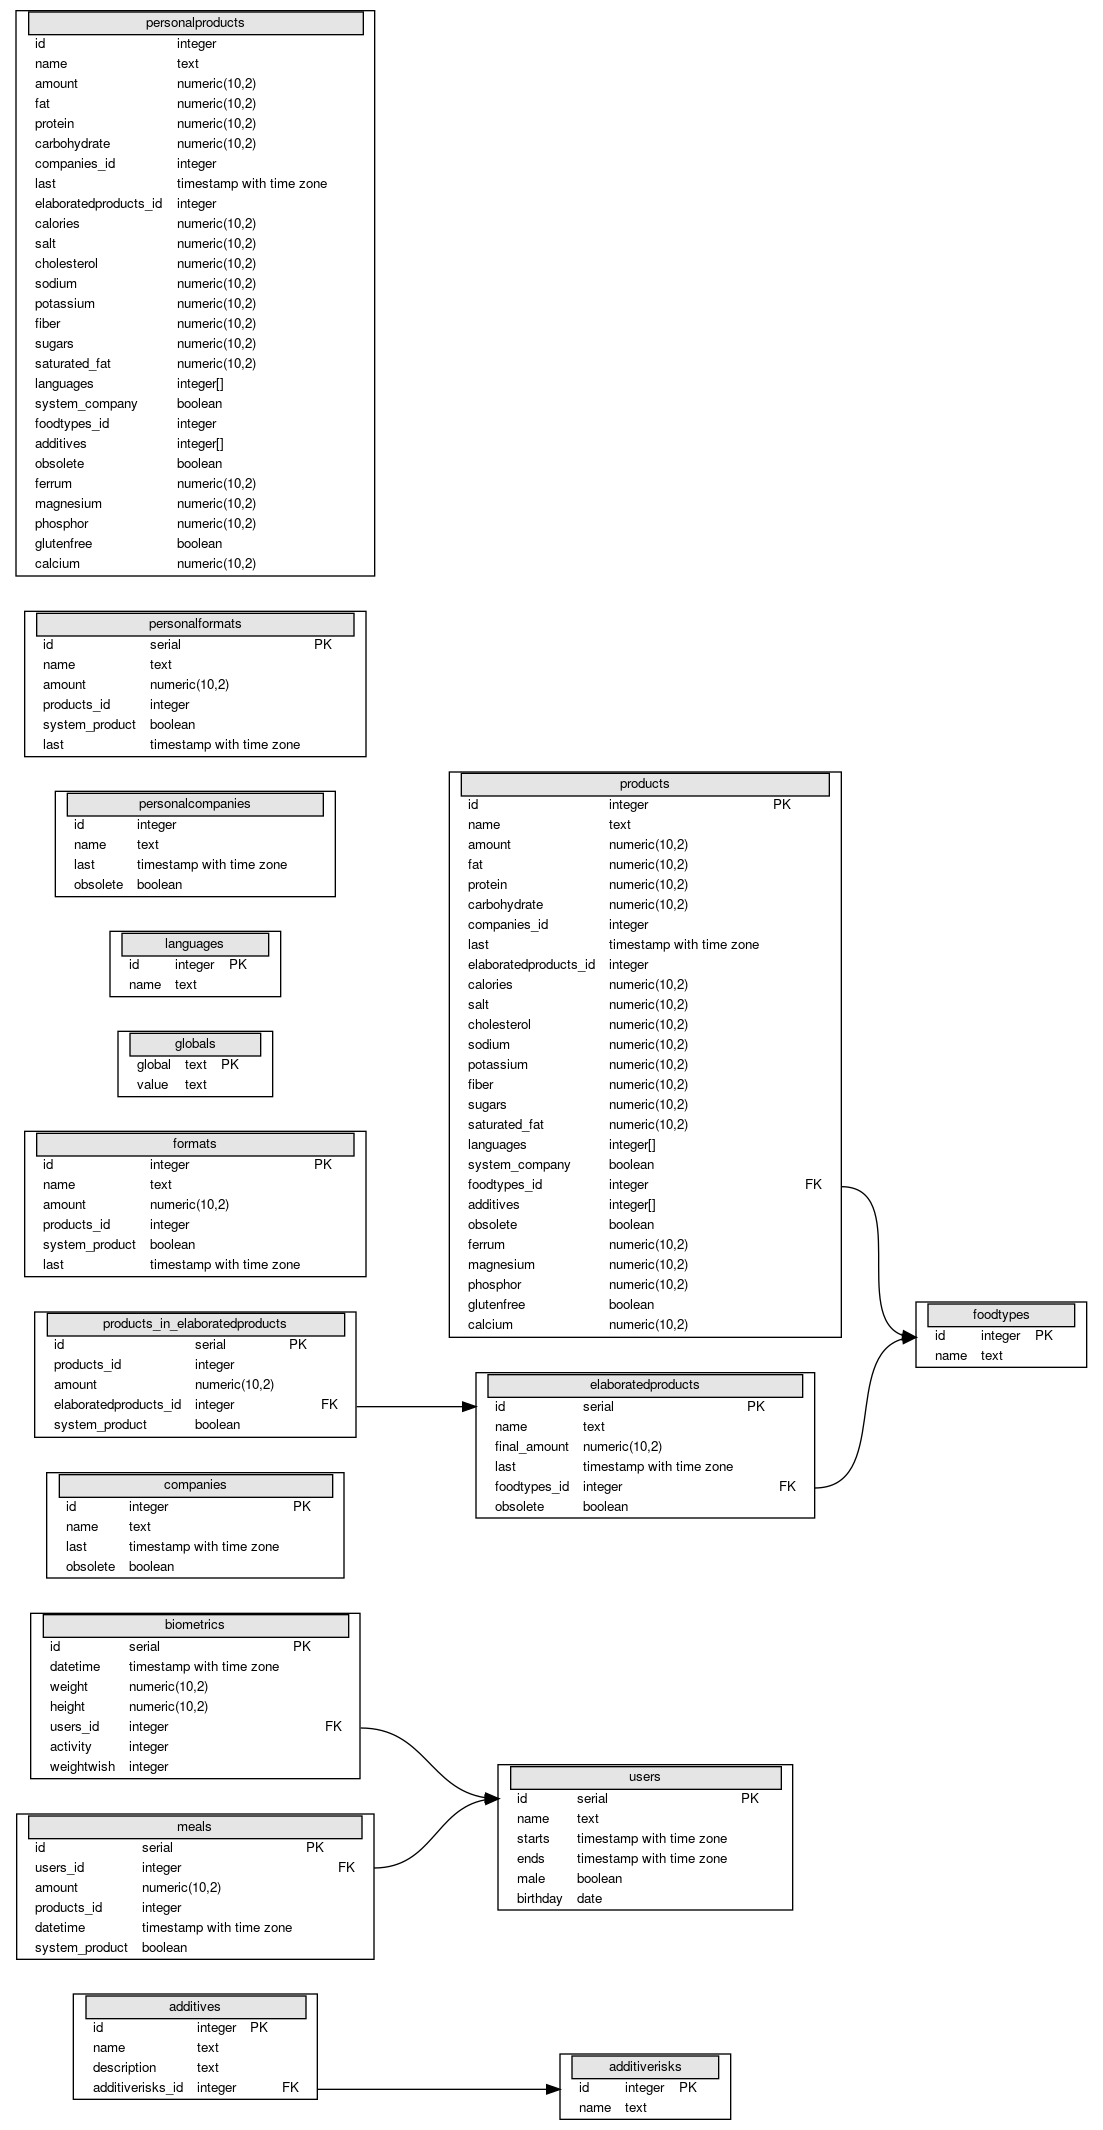 personalproducts
id integer
name text
amount numeric(10,2)
fat numeric(10,2)
protein numeric(10,2)
carbohydrate numeric(10,2)
companies_id integer
last timestamp with time zone
elaboratedproducts_id integer
calories numeric(10,2)
salt numeric(10,2)
cholesterol numeric(10,2)
sodium numeric(10,2)
potassium numeric(10,2)
fiber numeric(10,2)
sugars numeric(10,2)
saturated_fat numeric(10,2)
languages integer[]
system_company boolean
foodtypes_id integer
additives integer[]
obsolete boolean
ferrum numeric(10,2)
magnesium numeric(10,2)
phosphor numeric(10,2)
glutenfree boolean
calcium numeric(10,2)
personalformats
id serial PK
name text
amount numeric(10,2)
products_id integer
system_product boolean
last timestamp with time zone
personalcompanies
id integer
name text
last timestamp with time zone
obsolete boolean
languages
id integer PK
name text
globals
global text PK
value text
formats
id integer PK
name text
amount numeric(10,2)
products_id integer
system_product boolean
last timestamp with time zone
products
id integer PK
name text
amount numeric(10,2)
fat numeric(10,2)
protein numeric(10,2)
carbohydrate numeric(10,2)
companies_id integer
last timestamp with time zone
elaboratedproducts_id integer
calories numeric(10,2)
salt numeric(10,2)
cholesterol numeric(10,2)
sodium numeric(10,2)
potassium numeric(10,2)
fiber numeric(10,2)
sugars numeric(10,2)
saturated_fat numeric(10,2)
languages integer[]
system_company boolean
foodtypes_id integer FK
additives integer[]
obsolete boolean
ferrum numeric(10,2)
magnesium numeric(10,2)
phosphor numeric(10,2)
glutenfree boolean
calcium numeric(10,2)
foodtypes
id integer PK
name text
products_in_elaboratedproducts
id serial PK
products_id integer
amount numeric(10,2)
elaboratedproducts_id integer FK
system_product boolean
elaboratedproducts
id serial PK
name text
final_amount numeric(10,2)
last timestamp with time zone
foodtypes_id integer FK
obsolete boolean
companies
id integer PK
name text
last timestamp with time zone
obsolete boolean
biometrics
id serial PK
datetime timestamp with time zone
weight numeric(10,2)
height numeric(10,2)
users_id integer FK
activity integer
weightwish integer
users
id serial PK
name text
starts timestamp with time zone
ends timestamp with time zone
male boolean
birthday date
meals
id serial PK
users_id integer FK
amount numeric(10,2)
products_id integer
datetime timestamp with time zone
system_product boolean
additives
id integer PK
name text
description text
additiverisks_id integer FK
additiverisks
id integer PK
name text